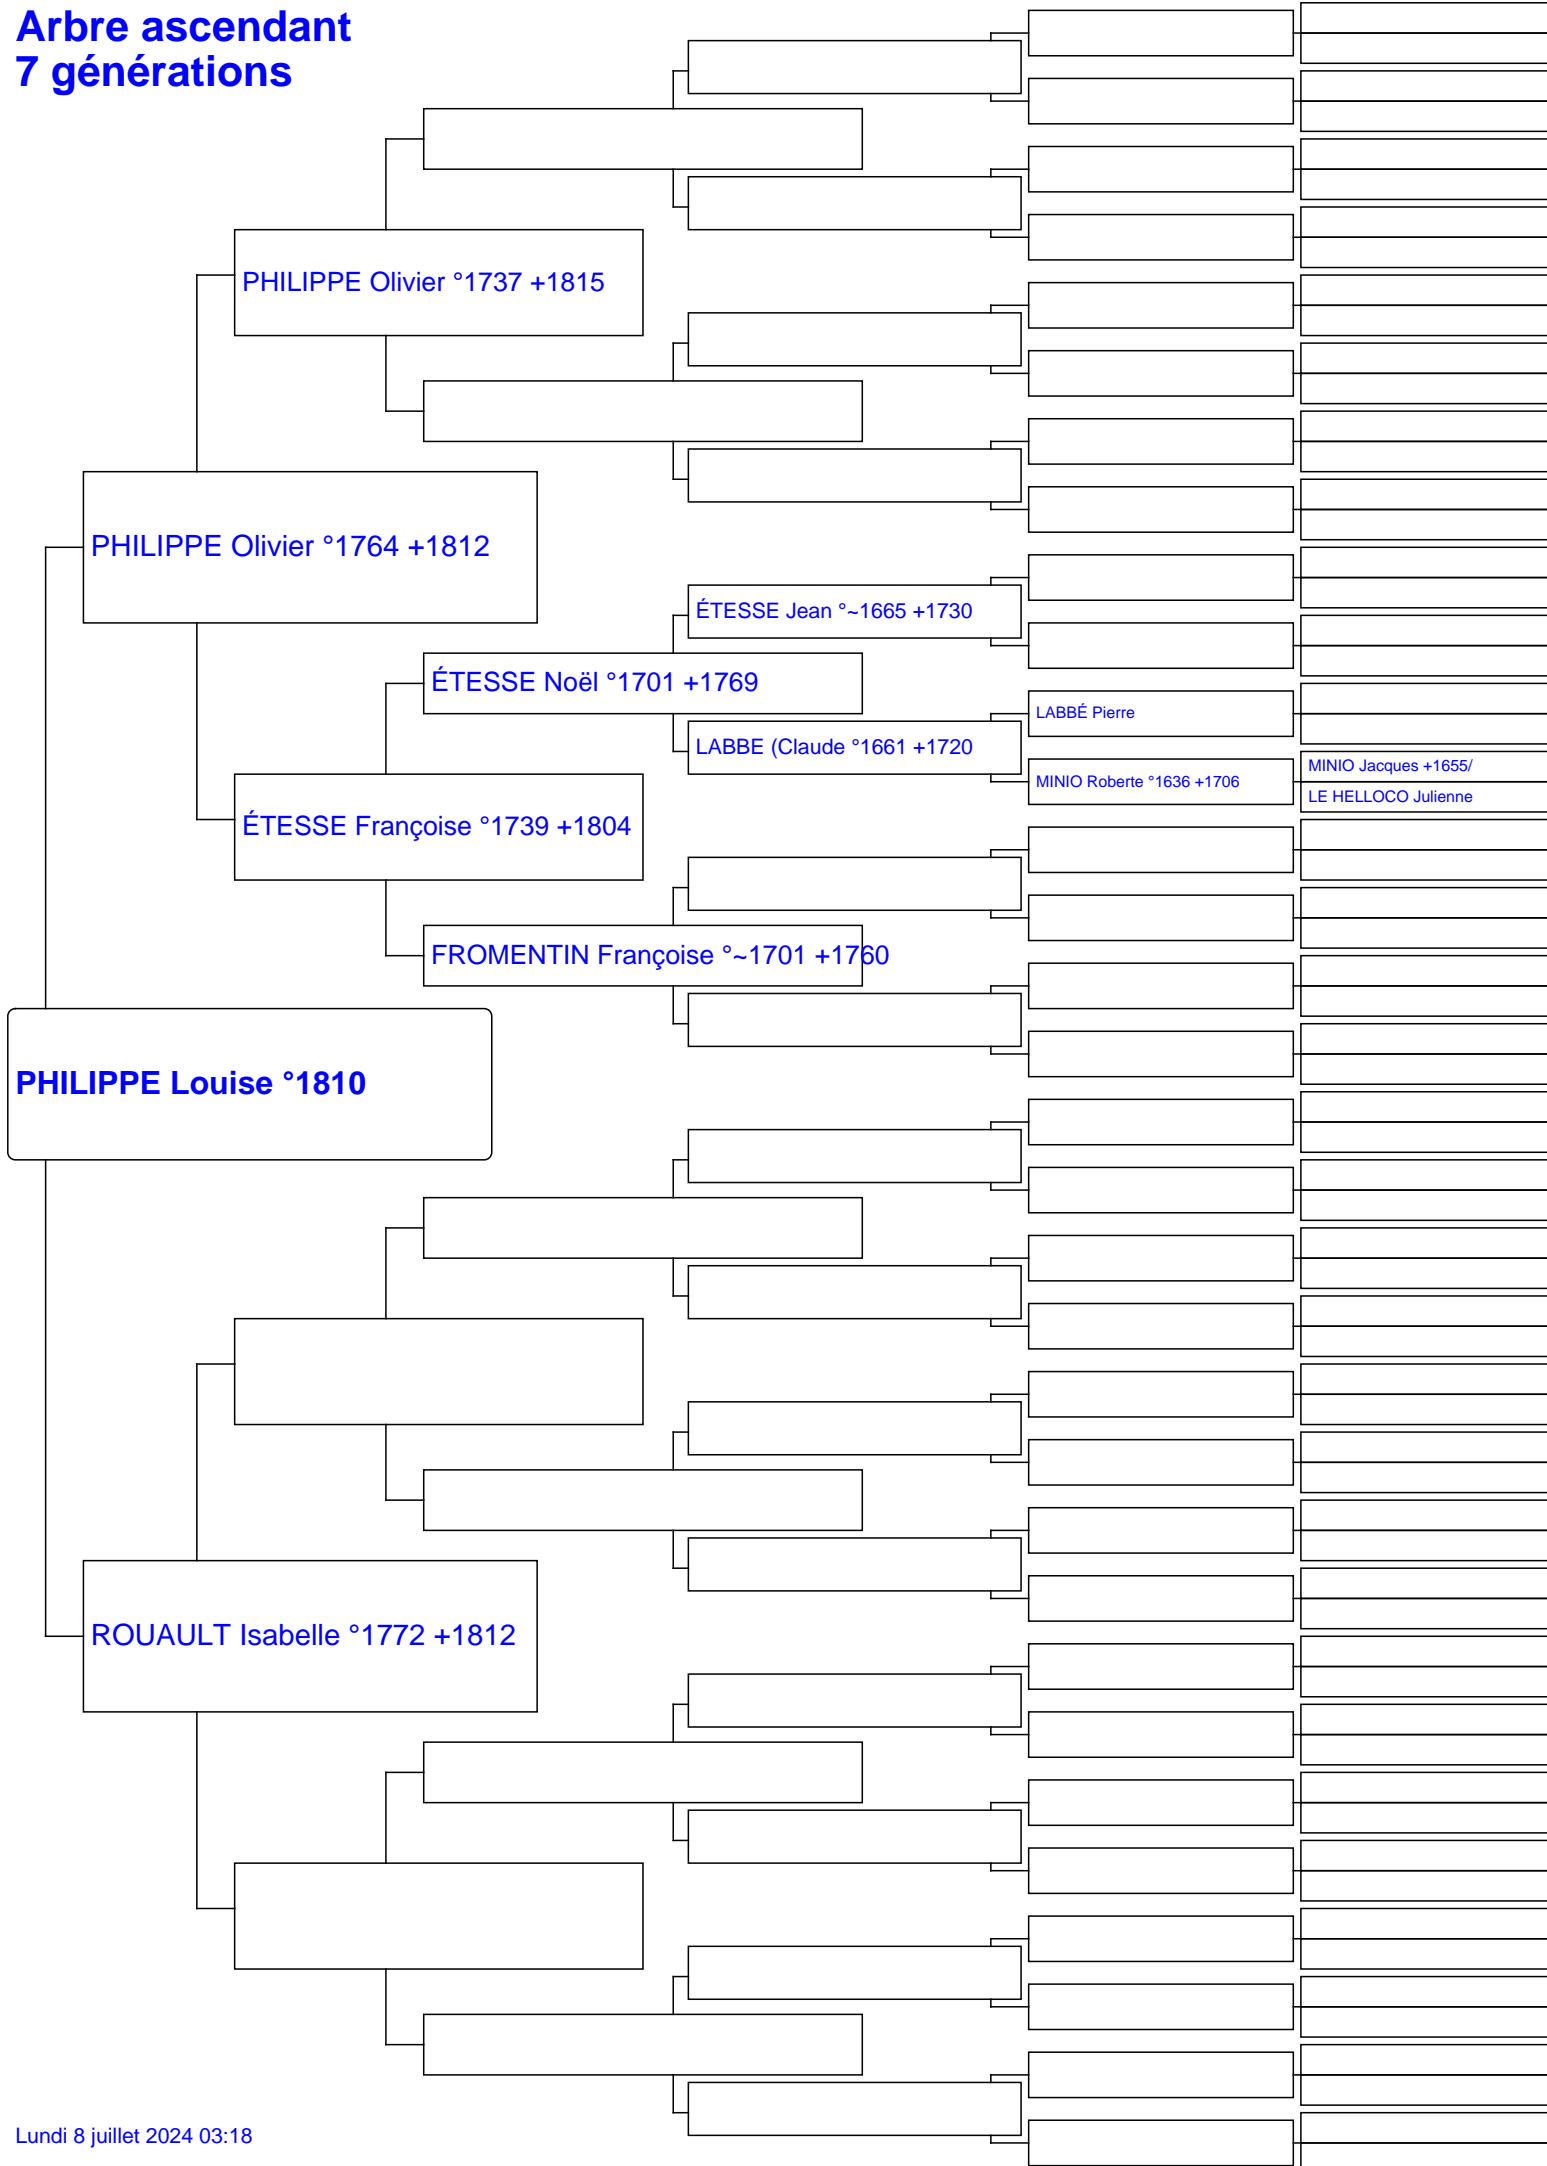 Arbre ascendant
7 générations
PHILIPPE Olivier °1737 +1815
PHILIPPE Olivier °1764 +1812
ÉTESSE Jean °~1665 +1730
ÉTESSE Noël °1701 +1769
LABBÉ Pierre
LABBE (Claude °1661 +1720
MINIO Jacques +1655/
MINIO Roberte °1636 +1706
LE HELLOCO Julienne
ÉTESSE Françoise °1739 +1804
FROMENTIN Françoise °~1701 +1760
PHILIPPE Louise °1810
ROUAULT Isabelle °1772 +1812
Lundi 8 juillet 2024 03:18